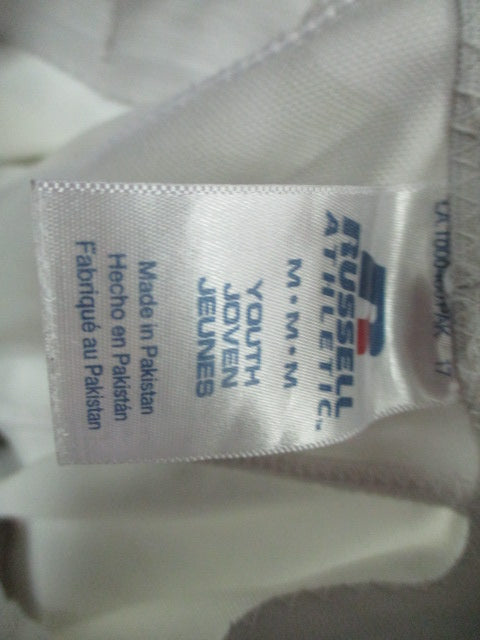 RUSSELL
ATHLETIC
M • M • M
YOUTH
JOVEN
JEUNES
Made in Pakistan
Hecho en Pakistán
Fabriqué au Pakistan